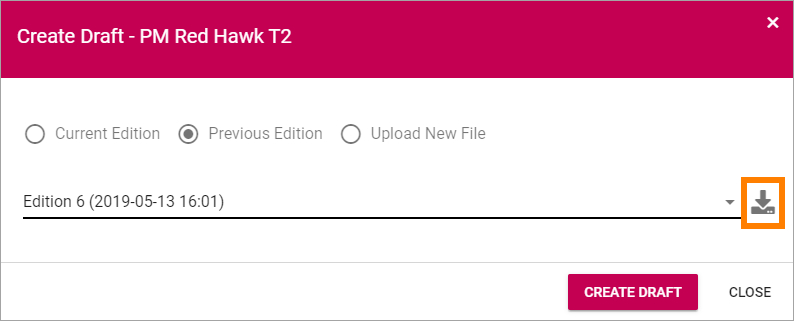 Create Draft - PM Red Hawk T2
Current Edition Previous Edition Upload New File
Edition 6 (2019-05-13 16:01)
CREATE DRAFT CLOSE